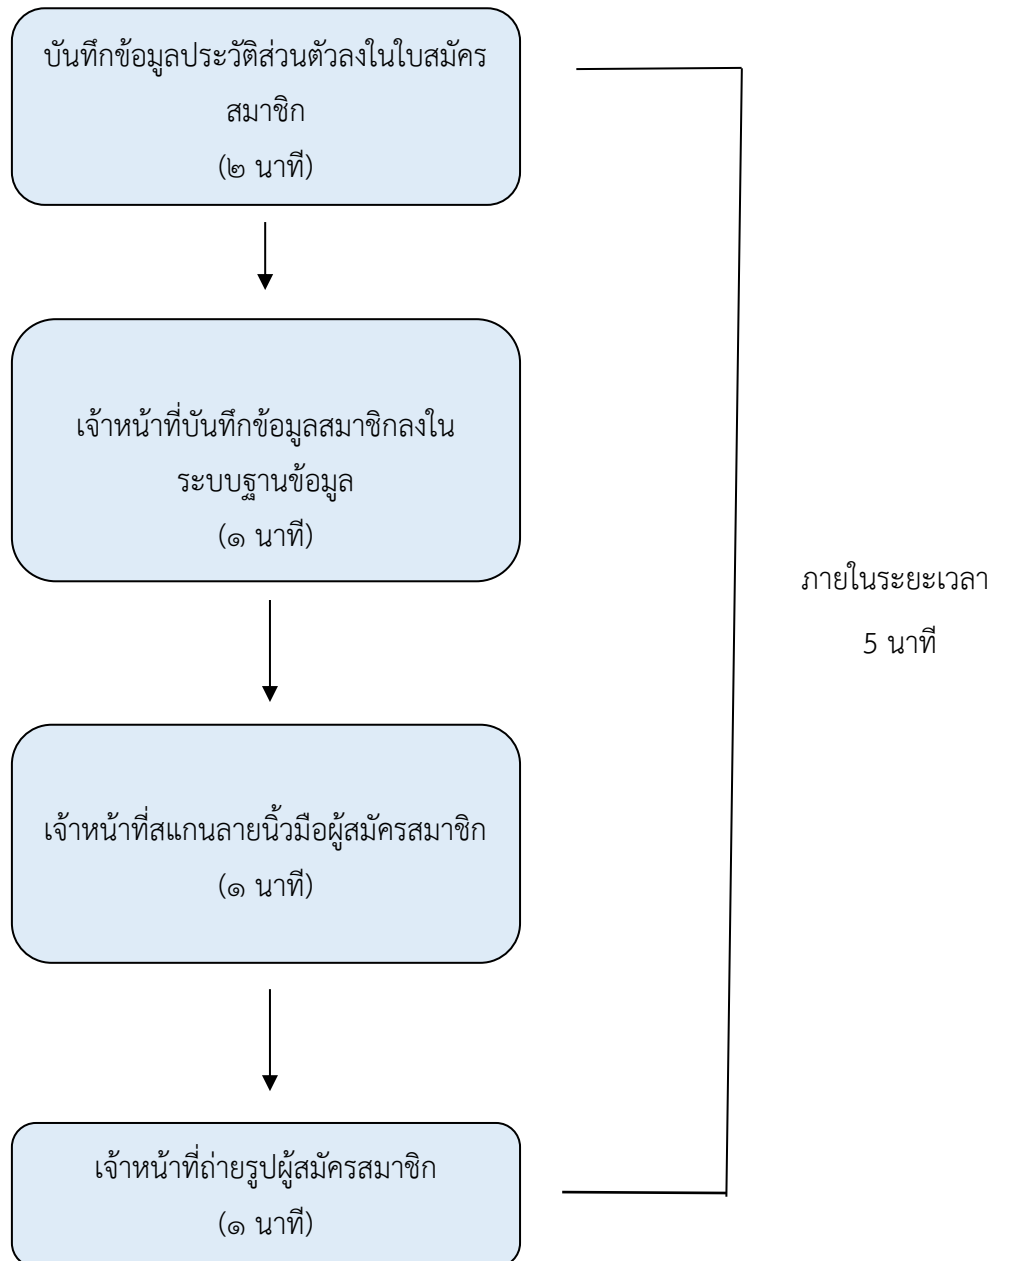 บันทึกข้อมูลประวัติส่วนตัวลงในใบสมัคร
สมาชิก
(๒ นาที)
เจ้าหน้าที่บันทึกข้อมูลสมาชิกลงใน
ระบบฐานข้อมูล
(๑ นาที)
ภายในระยะเวลา
5 นาที
เจ้าหน้าที่สแกนลายนิ้วมือผู้สมัครสมาชิก
(๑ นาที)
เจ้าหน้าที่ถ่ายรูปผู้สมัครสมาชิก
(๑ นาที)